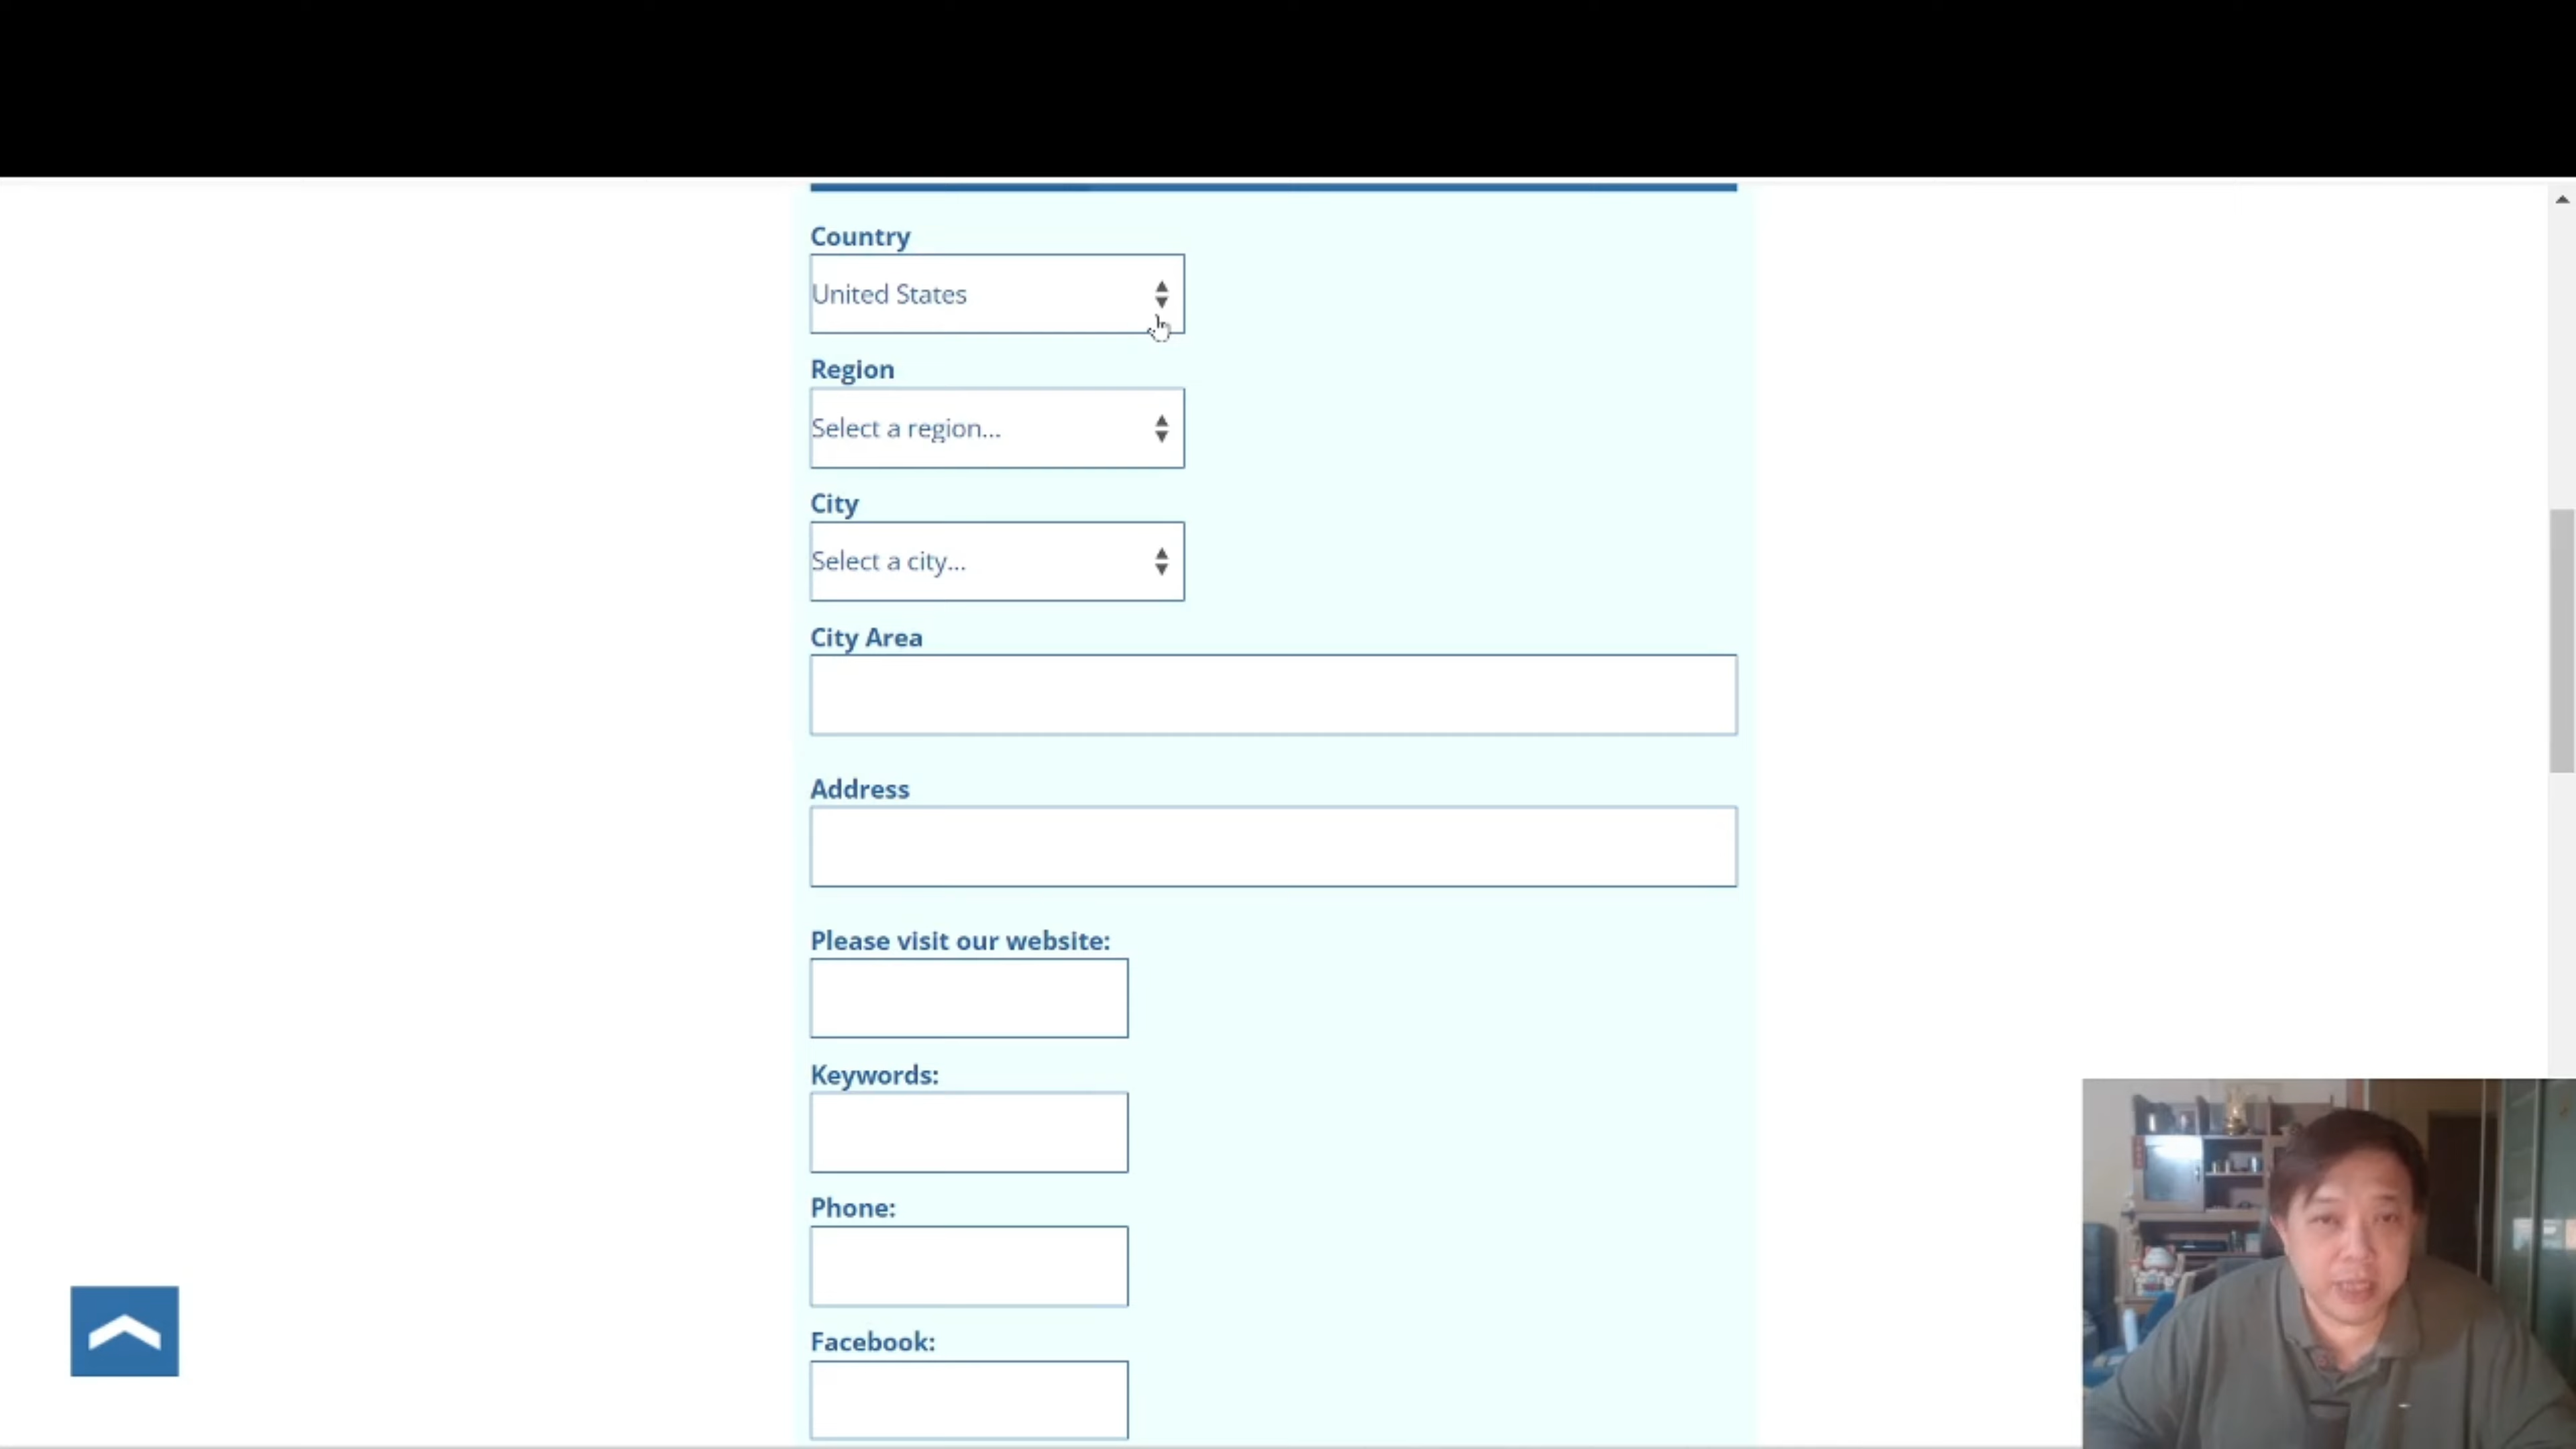 Country
United States
Region
Select a region...
City
Select a city...
City Area
Address
Please visit our website:
Keywords:
Phone:
Facebook: